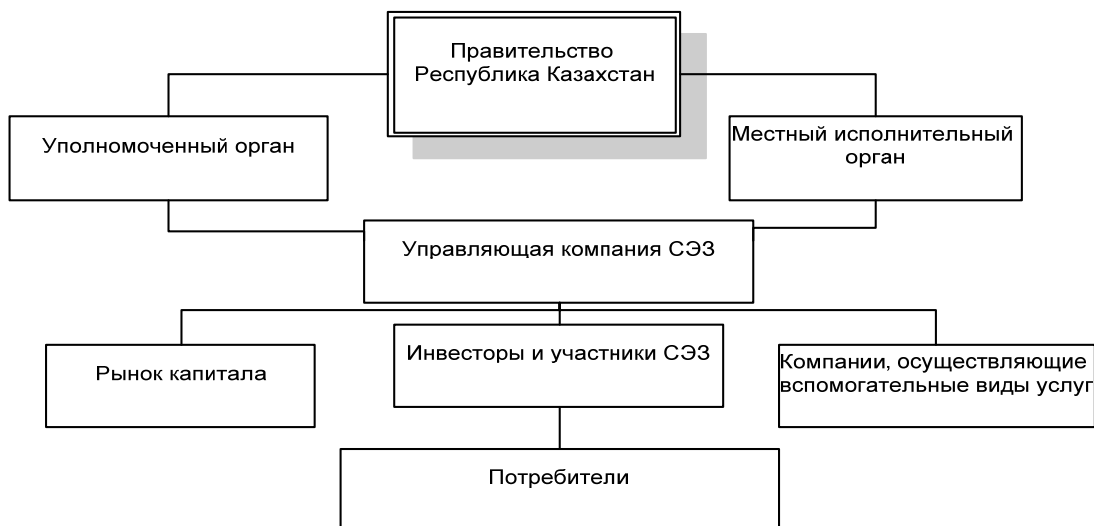 Правительство
Республика Казахстан
Уполномоченный орган
Местный исполнительный
орган
Управляющая компания СЭЗ
Рынок капитала
Инвесторы и участники СЭЗ
Компании, осуществляющие
вспомогательные виды услуг
Потребители